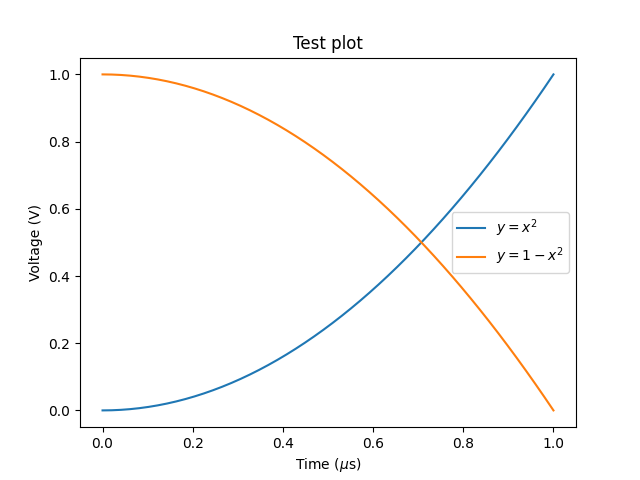 Test plot
Voltage (V)
1.0
0.8
0.6
0.4
0.2
0.0
y = x²
y = 1 − x²
0.0 0.2 0.4 0.6 0.8 1.0
Time (μs)